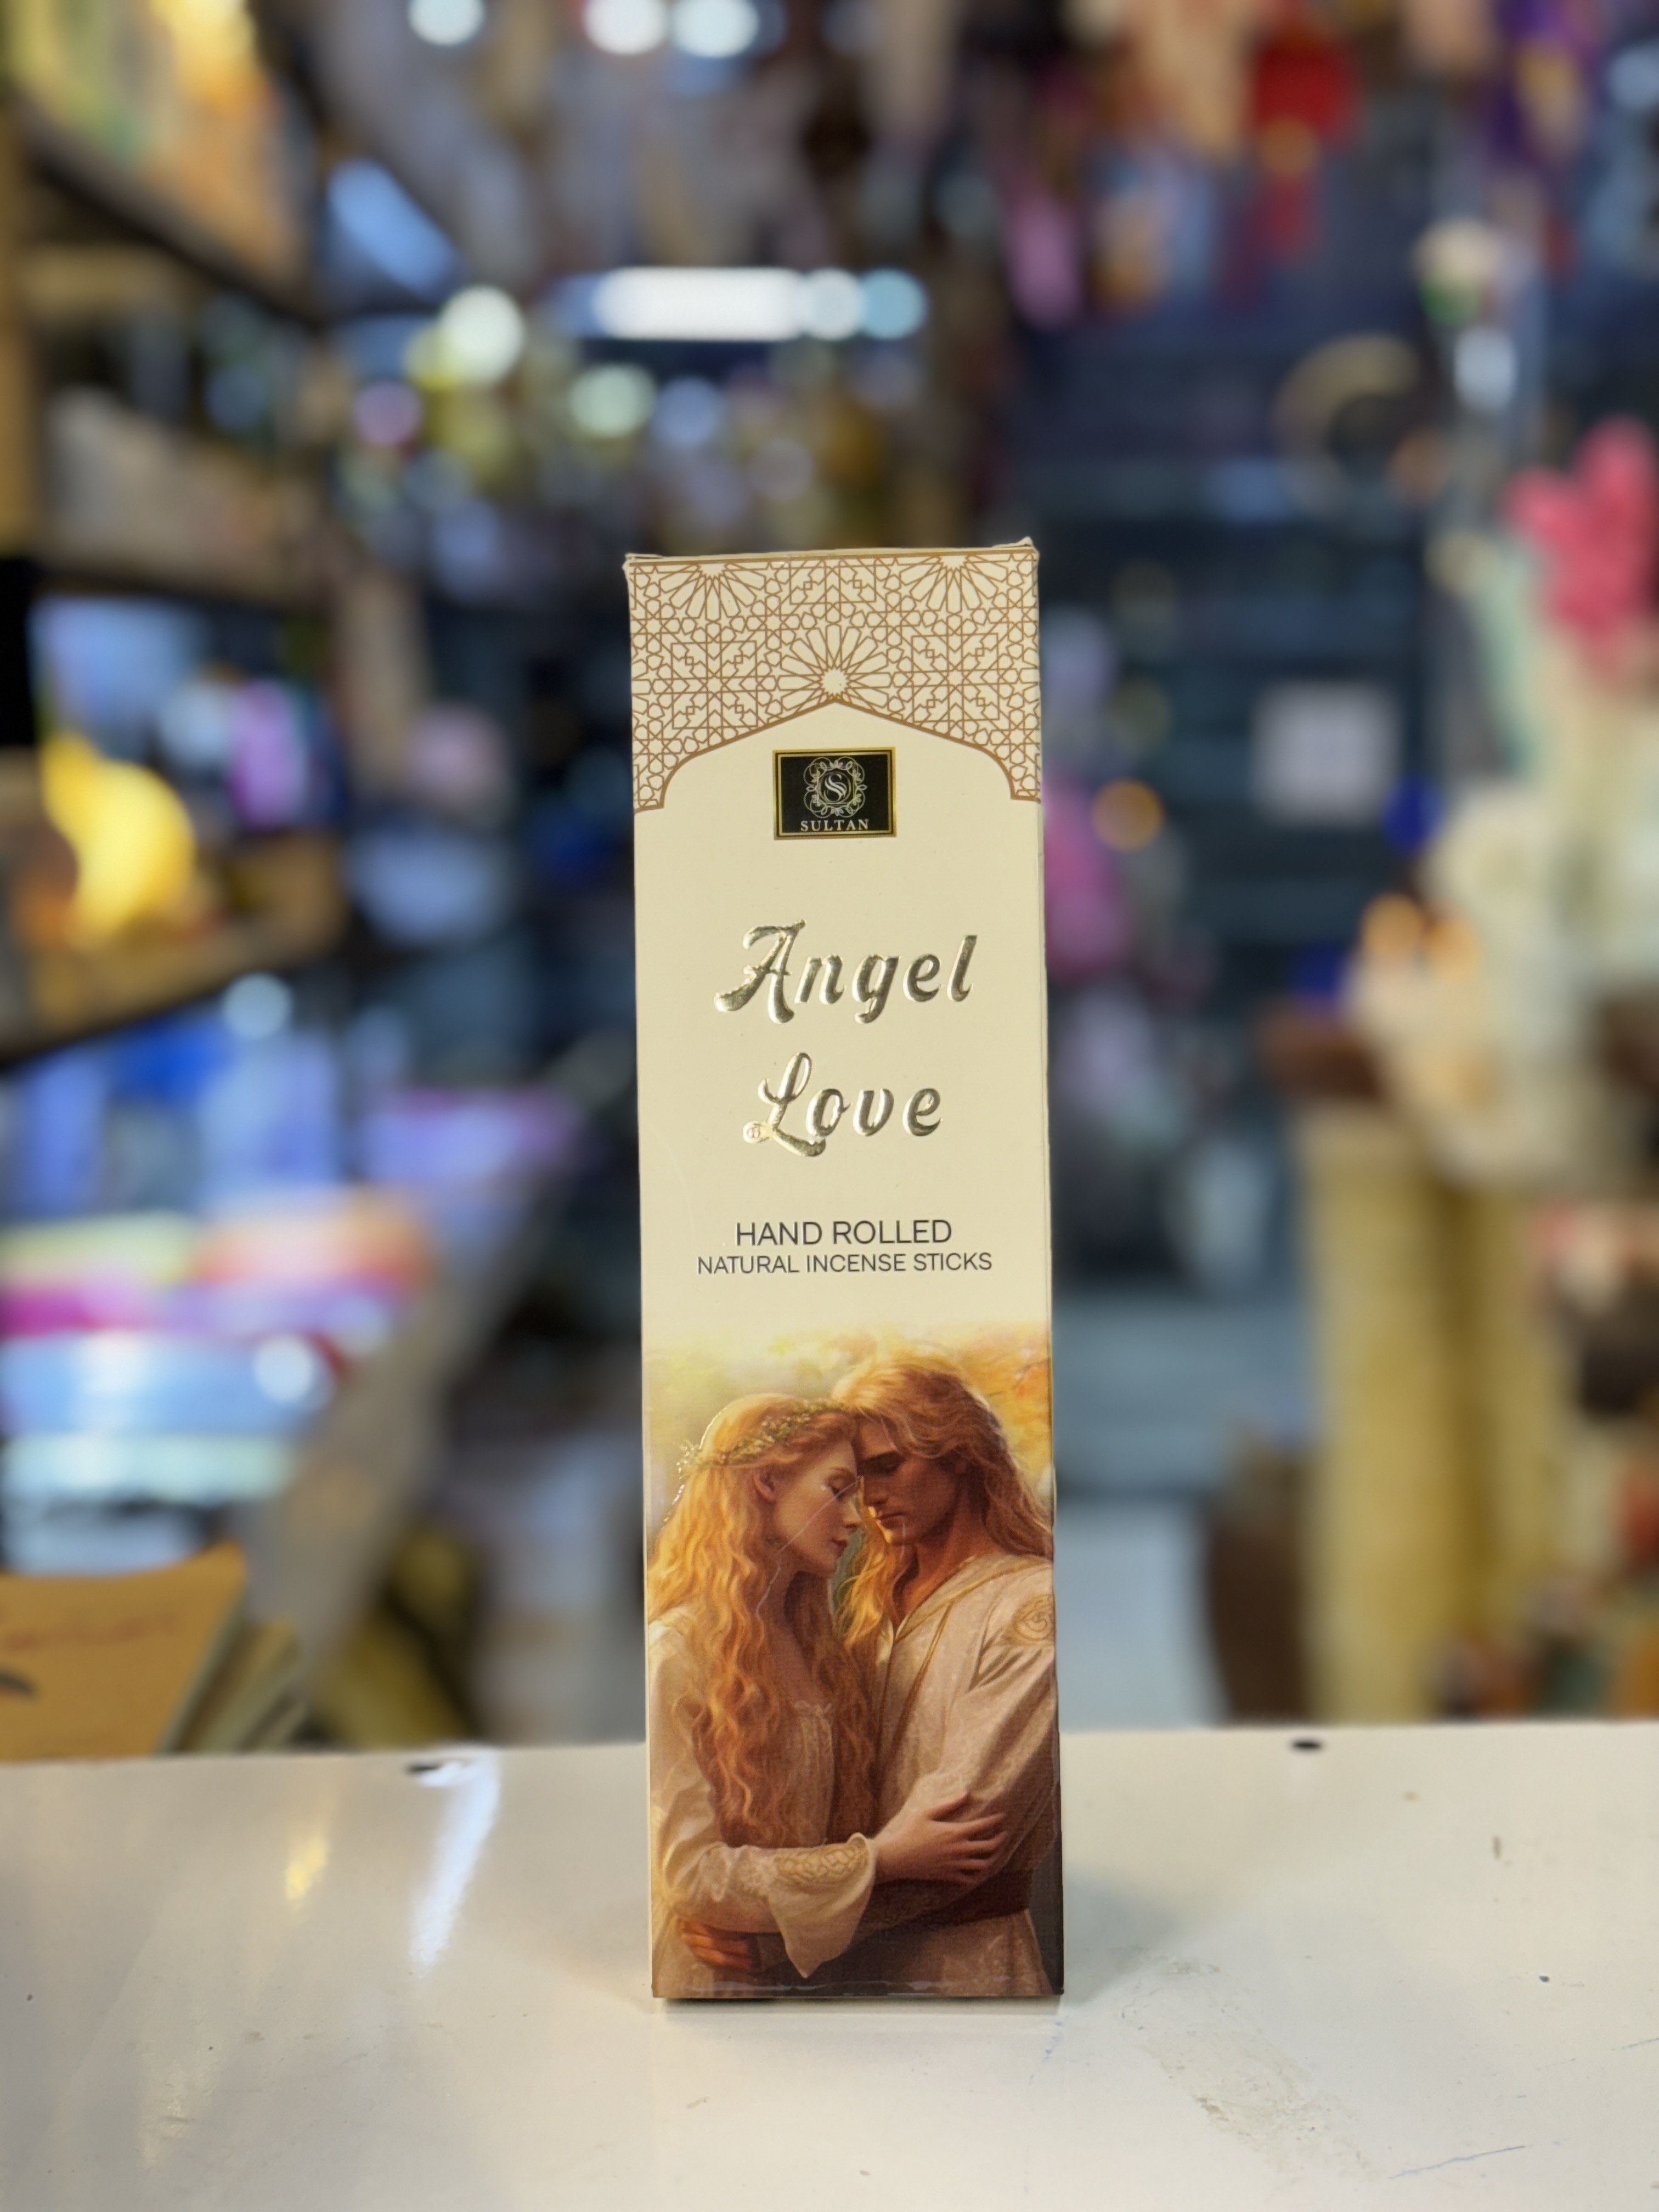 SULTAN
Angel
Love
HAND ROLLED
NATURAL INCENSE STICKS